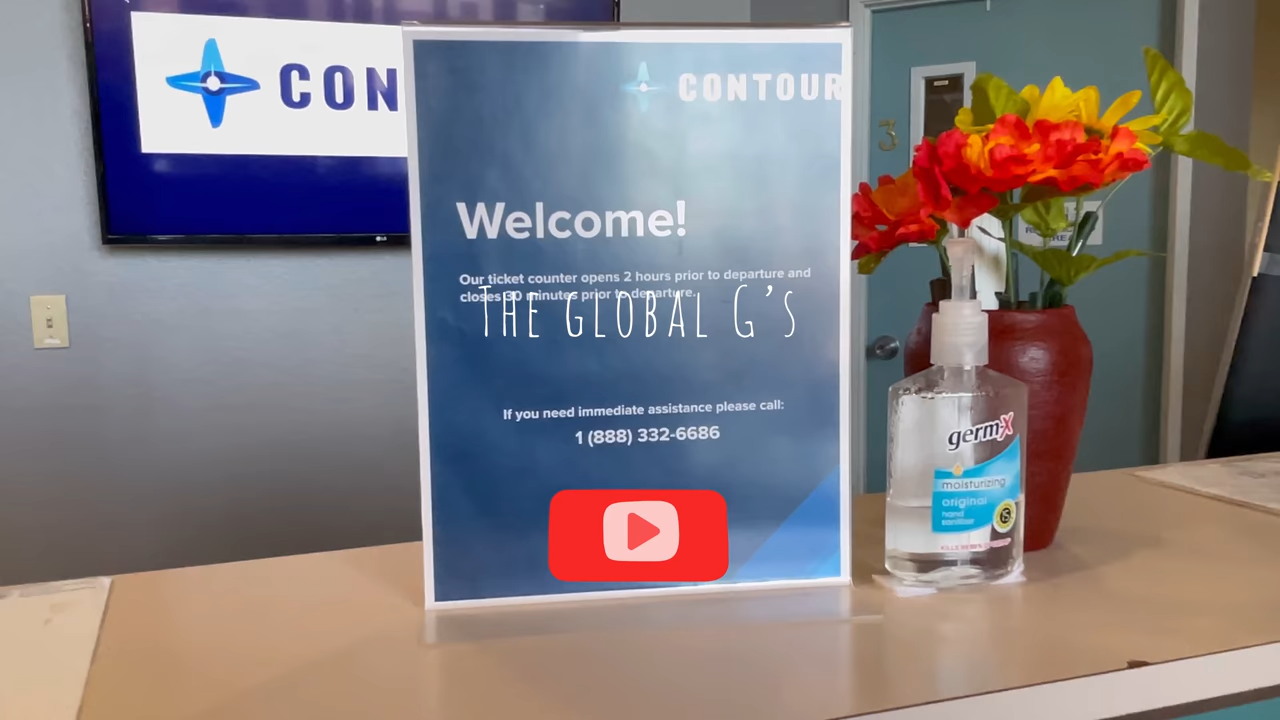 CON
CONTOUR
3
Welcome!
Our ticket counter opens 2 hours prior to departure and
closes 30 minutes prior to departure.
THE GLOBAL G'S
If you need immediate assistance please call:
1 (888) 332-6686
LG
germ-X
moisturizing
original
hand
sanitizer